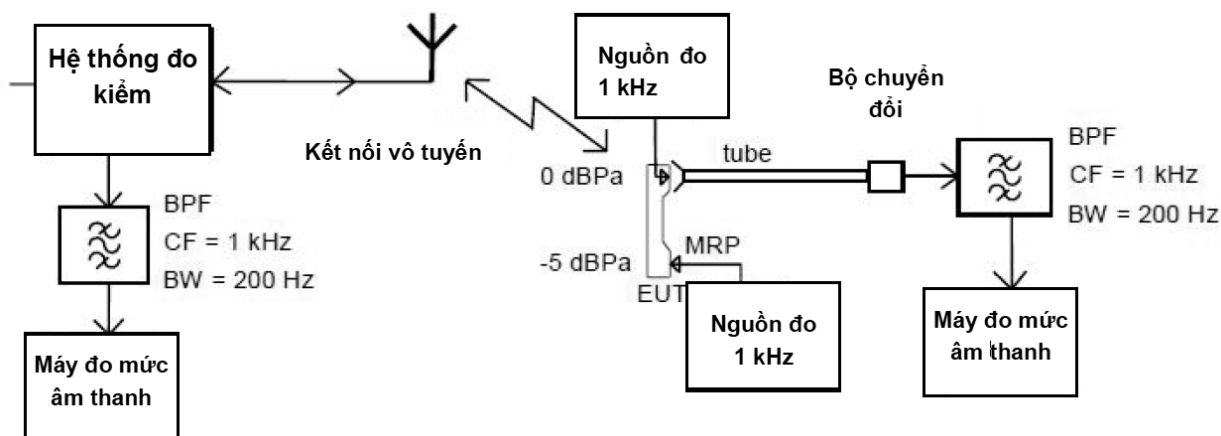 Hệ thống đo
kiểm
Kết nối vô tuyến
BPF
CF = 1 kHz
BW = 200 Hz
Máy đo mức
âm thanh
Nguồn đo
1 kHz
0 dBPa
tube
Bộ chuyển
đổi
BPF
CF = 1 kHz
BW = 200 Hz
-5 dBPa
MRP
EUT
Nguồn đo
1 kHz
Máy đo mức
âm thanh